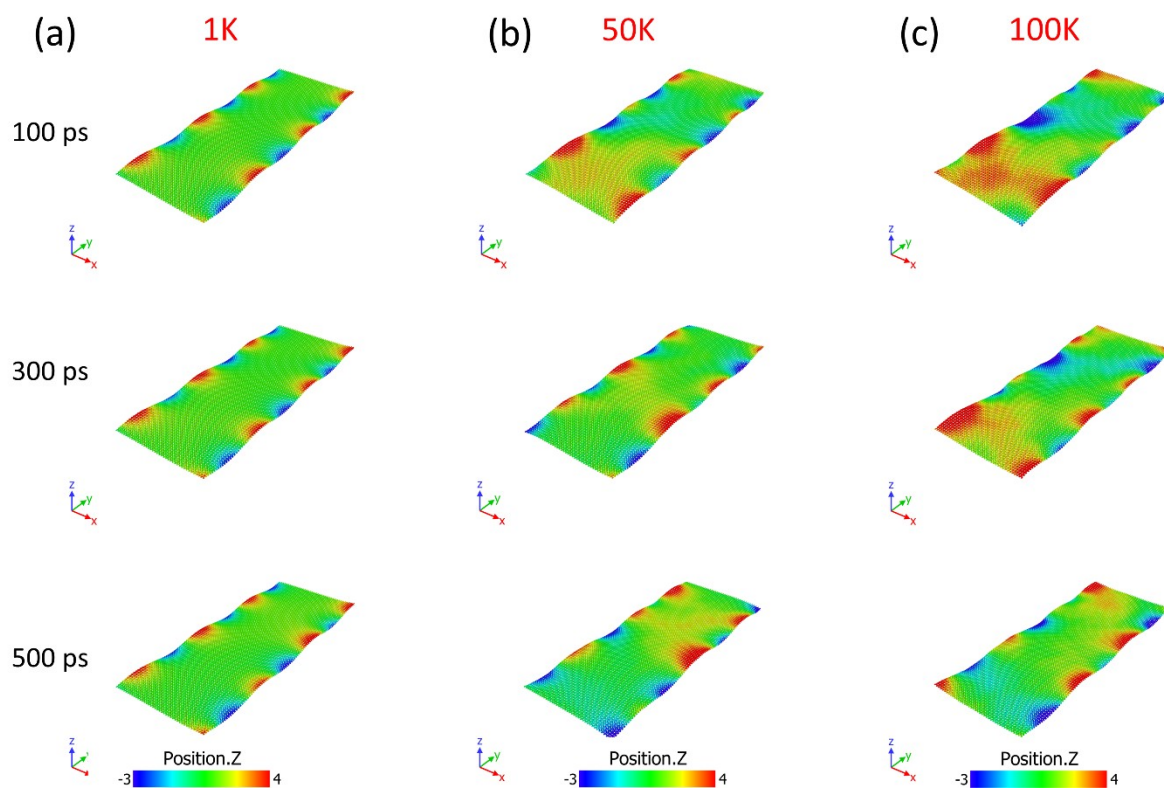 (a) 1K (b) 50K (c) 100K
100 ps
z y x z y x z y x
300 ps
z y x z y x z y x
500 ps
z y z y x z y x
Position.Z Position.Z Position.Z
-3 4 -3 4 -3 4